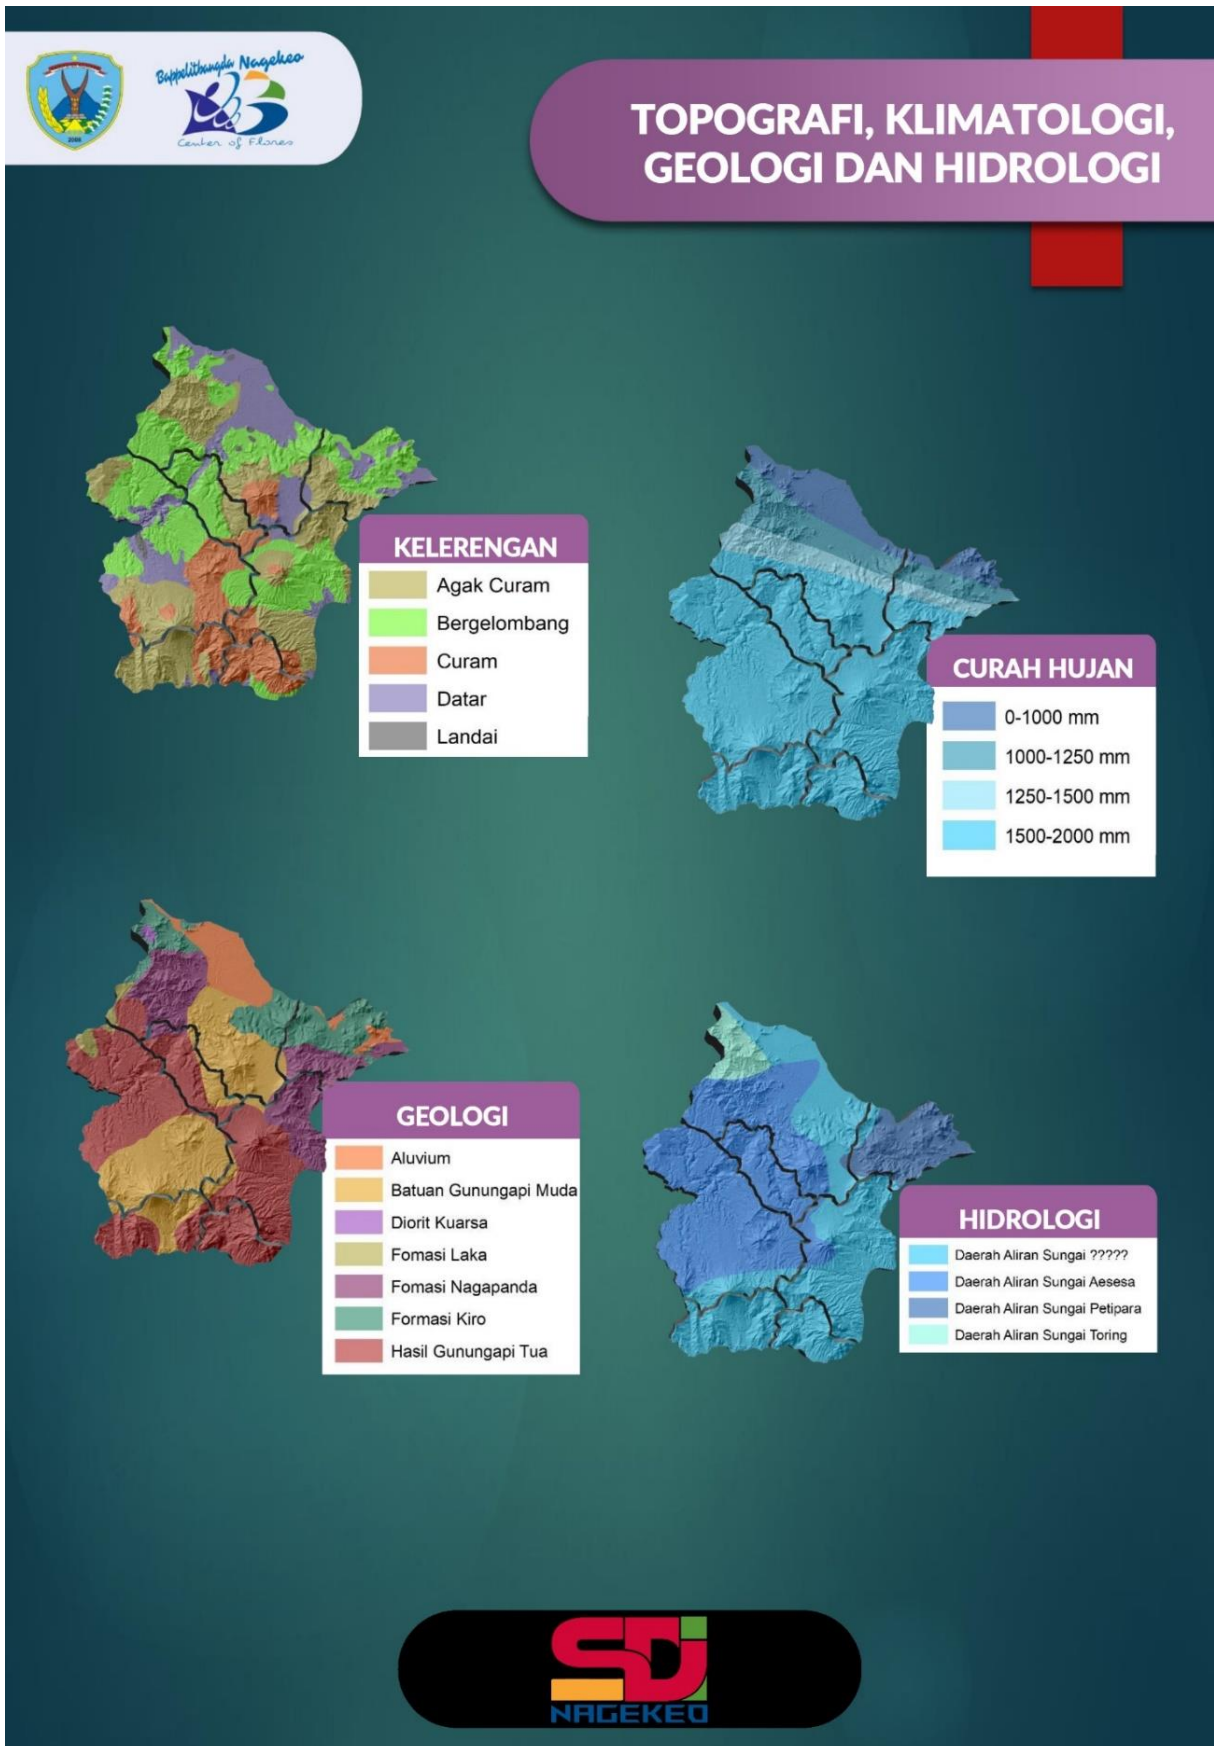 Bappelitbangda Nagekeo
Center of Flores
2006
TOPOGRAFI, KLIMATOLOGI,
GEOLOGI DAN HIDROLOGI
KELERENGAN
Agak Curam
Bergelombang
Curam
Datar
Landai
CURAH HUJAN
0-1000 mm
1000-1250 mm
1250-1500 mm
1500-2000 mm
GEOLOGI
Aluvium
Batuan Gunungapi Muda
Diorit Kuarsa
Fomasi Laka
Fomasi Nagapanda
Formasi Kiro
Hasil Gunungapi Tua
HIDROLOGI
Daerah Aliran Sungai ?????
Daerah Aliran Sungai Aesesa
Daerah Aliran Sungai Petipara
Daerah Aliran Sungai Toring
SDI
NAGEKEO